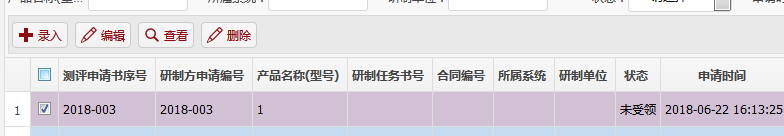 录入 编辑 查看 删除
测评申请书序号 研制方申请编号 产品名称(型号) 研制任务书号 合同编号 所属系统 研制单位 状态 申请时间
1 2018-003 2018-003 1 未受领 2018-06-22 16:13:25